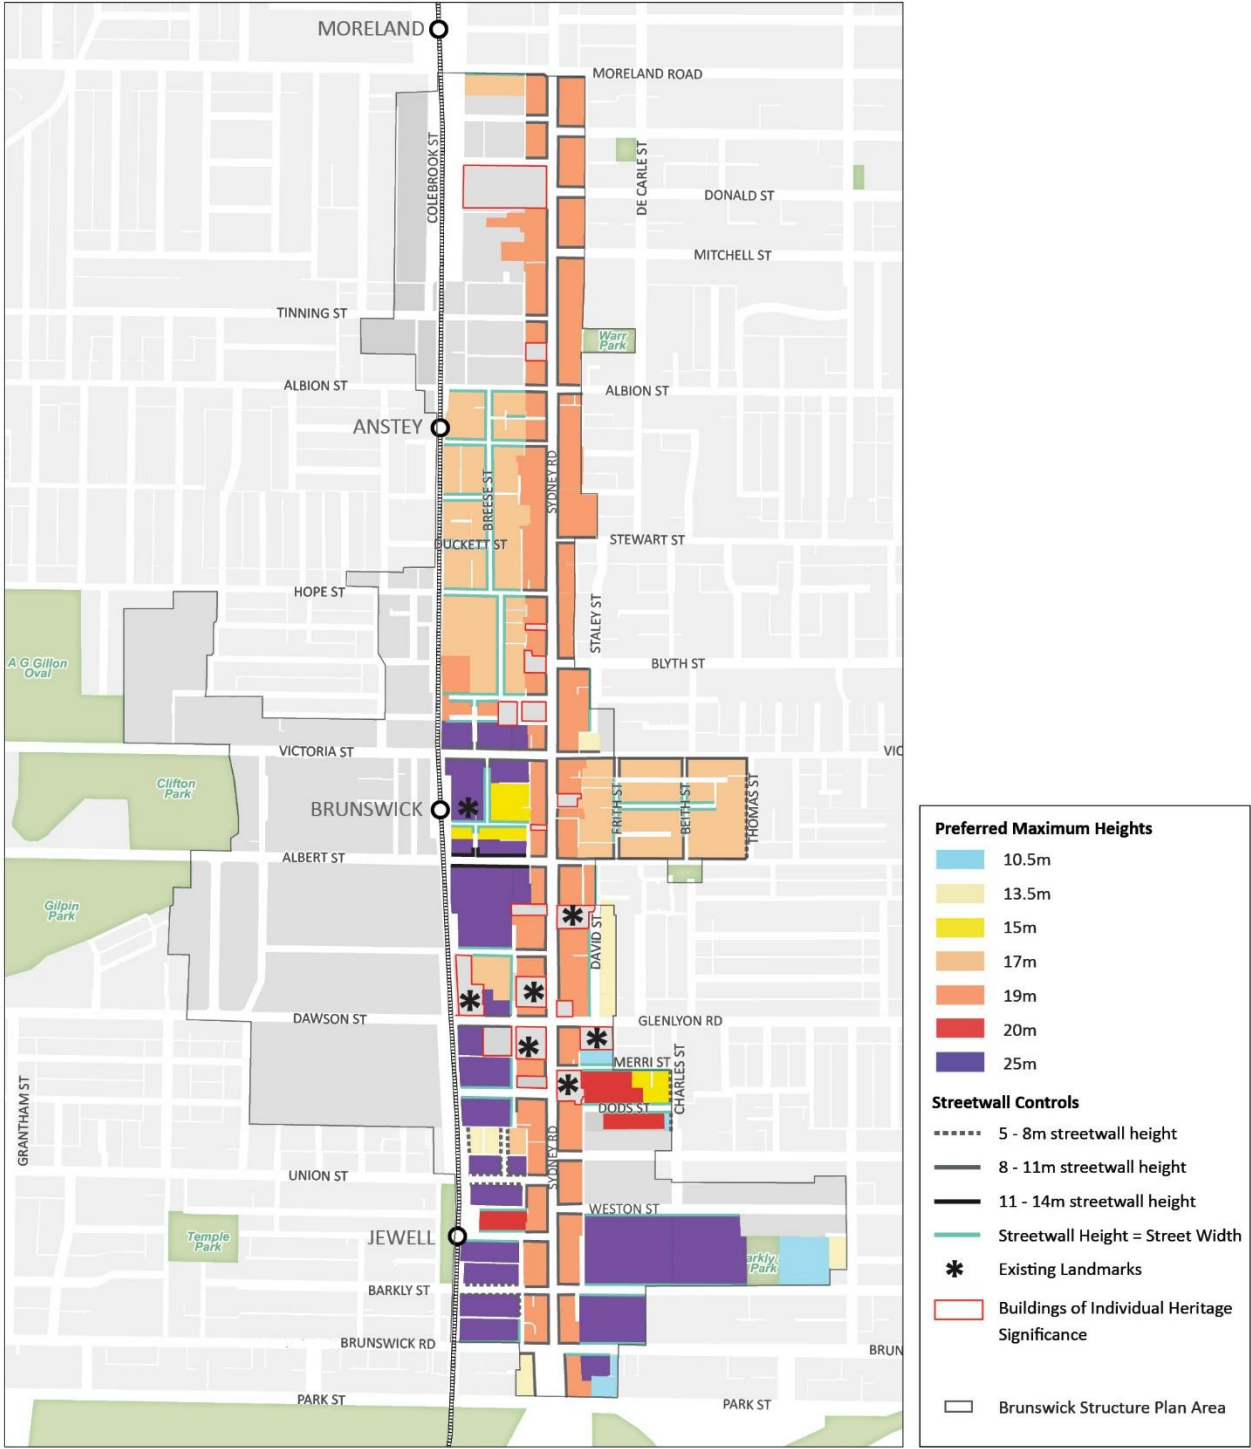 MORELAND
MORELAND ROAD
COLEBROOK ST
DE CARLE ST
DONALD ST
MITCHELL ST
TINNING ST
Warr
Park
ALBION ST
ALBION ST
ANSTEY
SYDNEY RD
BREESE ST
DUCKETT ST
STEWART ST
HOPE ST
STALEY ST
A G Gillon
Oval
BLYTH ST
VICTORIA ST
VIC
Clifton
Park
BRUNSWICK
FRITH ST
BEITH ST
THOMAS ST
ALBERT ST
Gilpin
Park
DAVID ST
DAWSON ST
GLENLYON RD
MERRI ST
CHARLES ST
GRANTHAM ST
DODS ST
SYDNEY RD
UNION ST
WESTON ST
Temple
Park
JEWELL
arkly
Park
BARKLY ST
BRUNSWICK RD
BRUN
PARK ST
PARK ST
Preferred Maximum Heights
10.5m
13.5m
15m
17m
19m
20m
25m
Streetwall Controls
5 - 8m streetwall height
8 - 11m streetwall height
11 - 14m streetwall height
Streetwall Height = Street Width
Existing Landmarks
Buildings of Individual Heritage
Significance
Brunswick Structure Plan Area